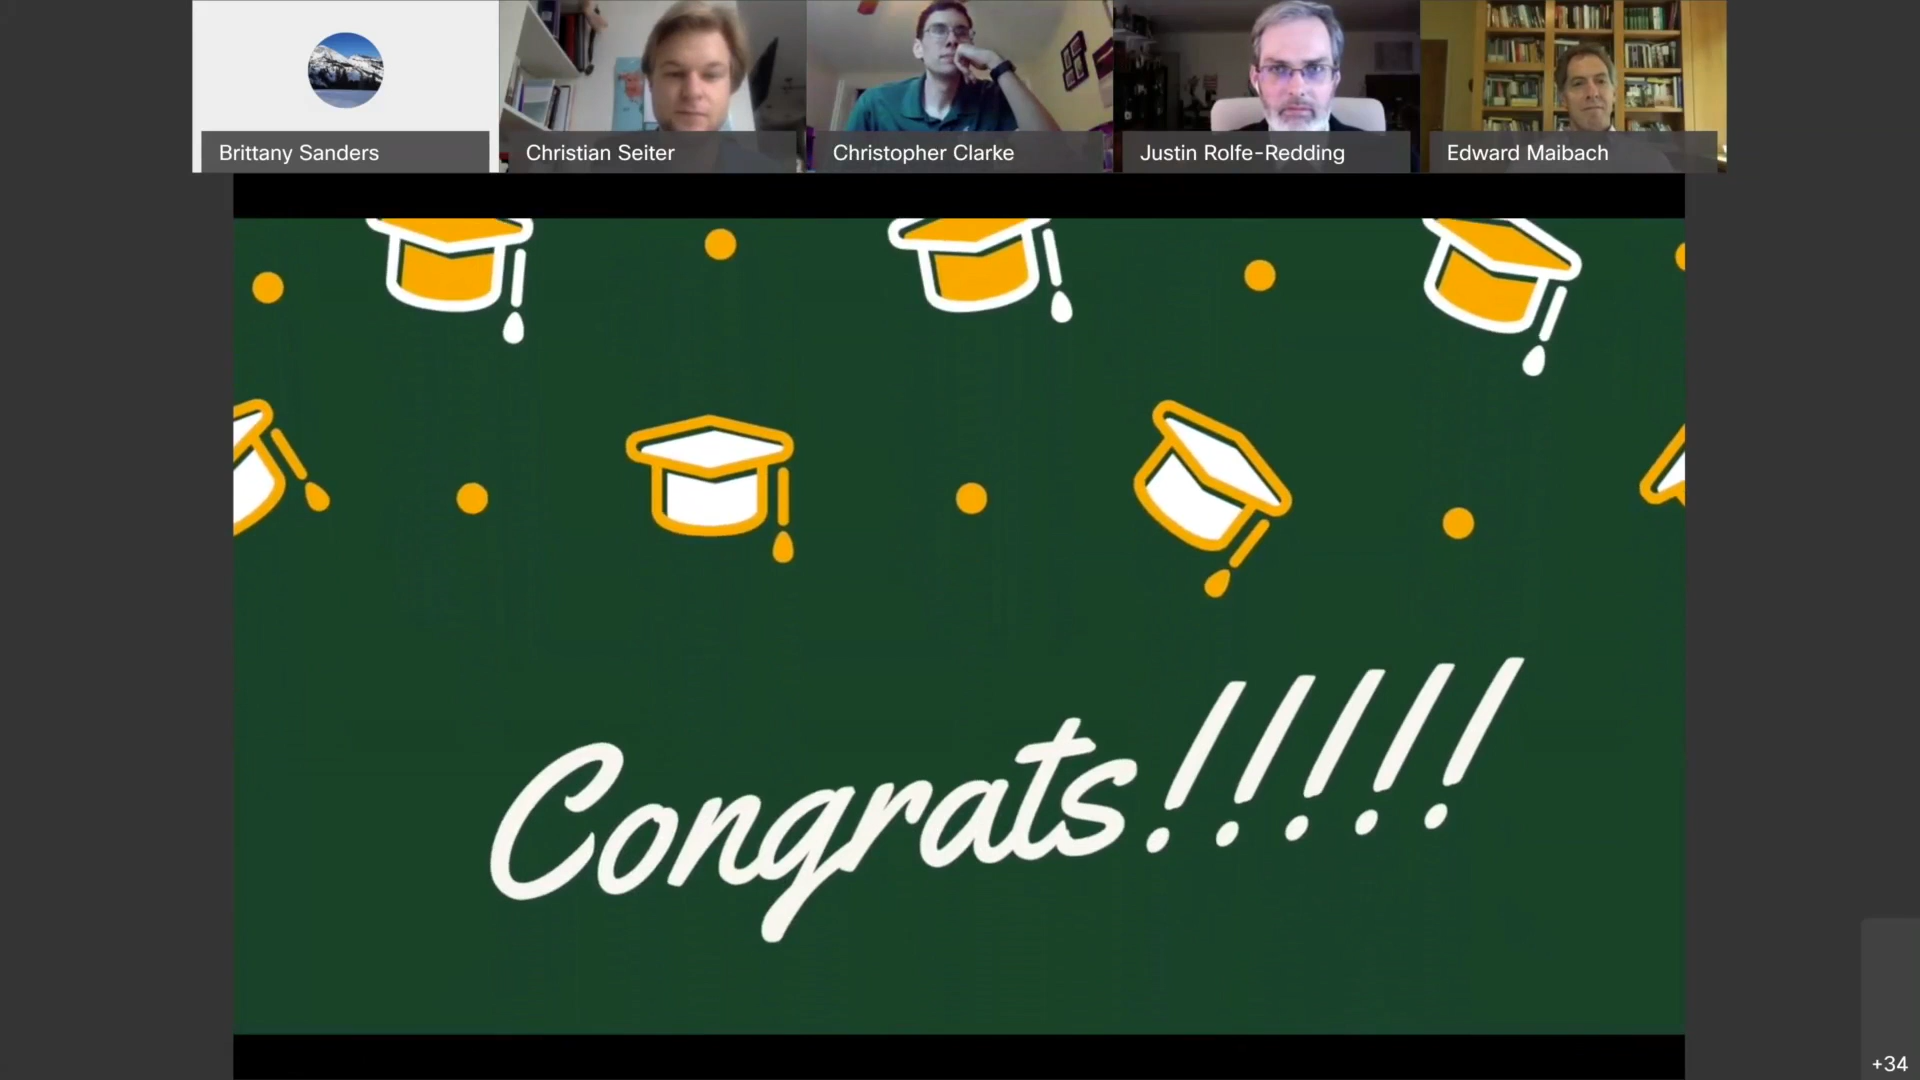 Brittany Sanders
Christian Seiter
Christopher Clarke
Justin Rolfe-Redding
Edward Maibach
Congrats!!!!!
+34